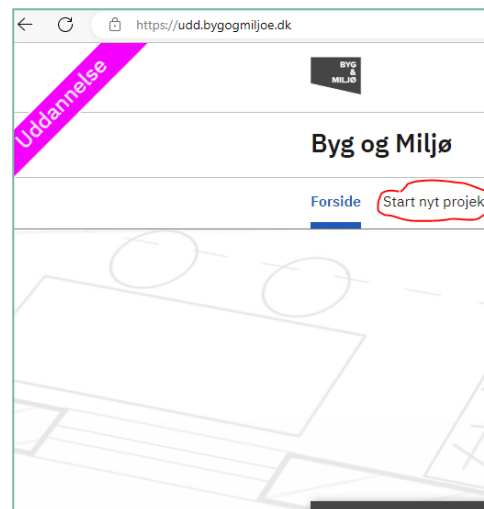 https://udd.bygogmiljoe.dk
Uddannelse
BYG
&
MILJØ
Byg og Miljø
Forside Start nyt projek